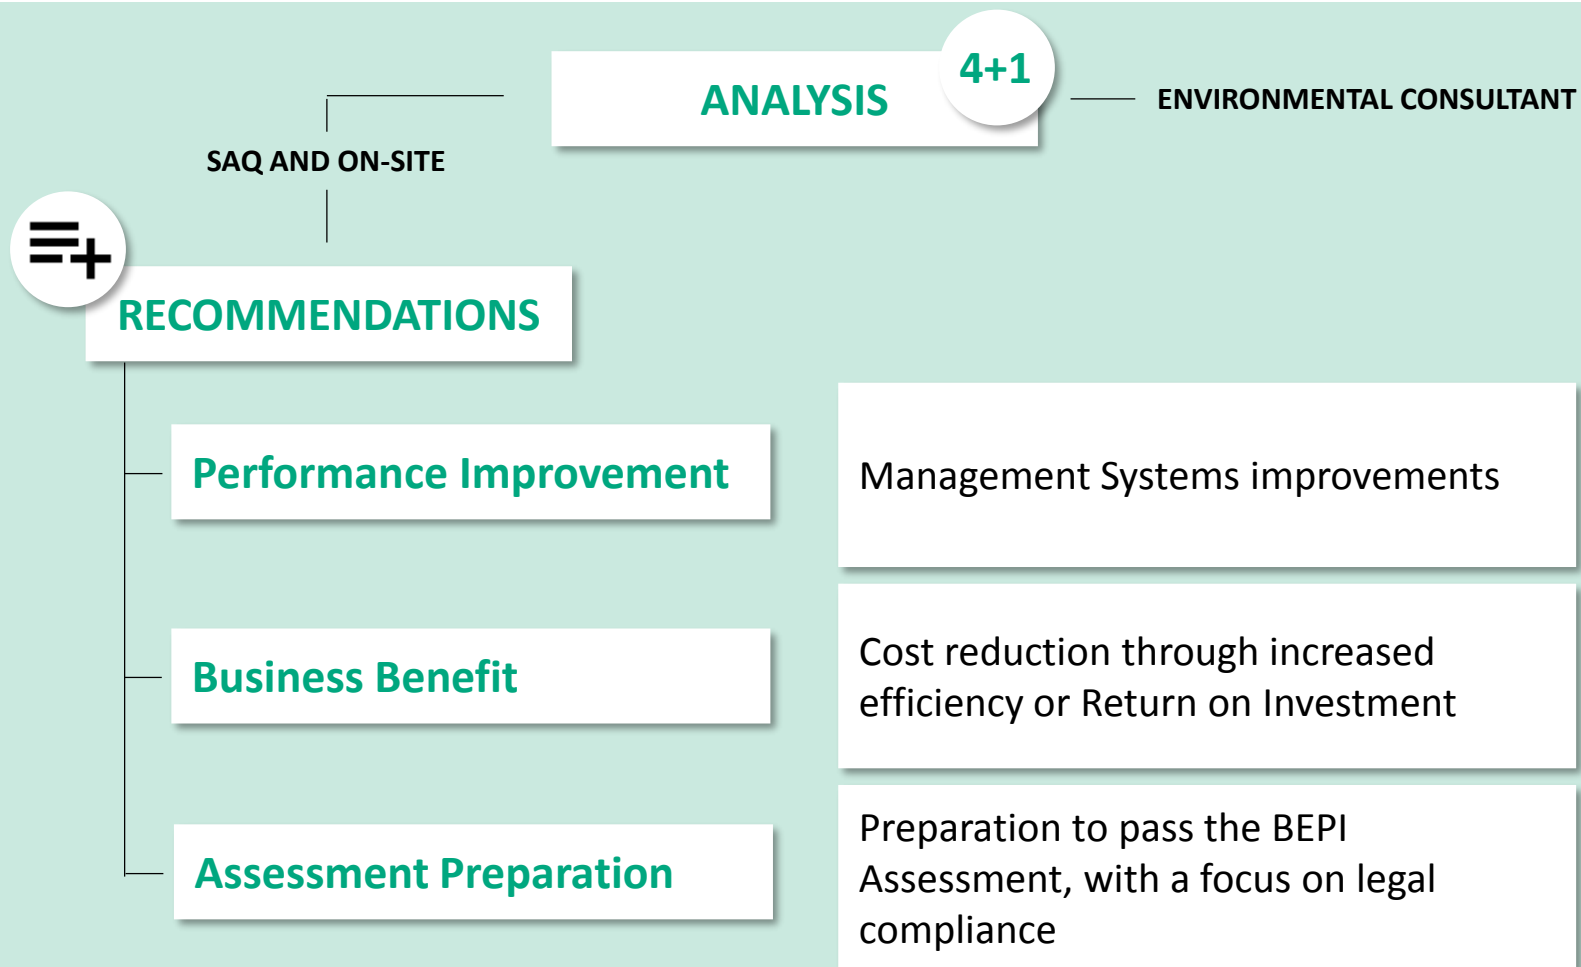 4+1
ANALYSIS
ENVIRONMENTAL CONSULTANT
SAQ AND ON-SITE
RECOMMENDATIONS
Performance Improvement
Management Systems improvements
Business Benefit
Cost reduction through increased
efficiency or Return on Investment
Assessment Preparation
Preparation to pass the BEPI
Assessment, with a focus on legal
compliance